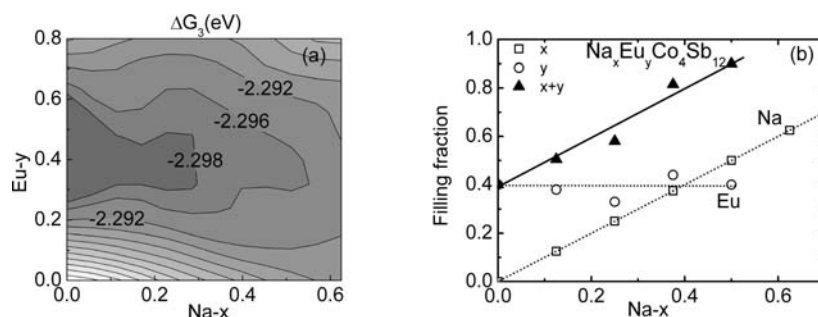 ΔG₃(eV)
(a)
-2.292
-2.296
-2.298
-2.292
0.8
0.6
0.4
0.2
0.0
Eu-y
0.0
0.2
0.4
0.6
Na-x
(b)
x
y
x+y
NaₓEuᵧCo₄Sb₁₂
Na
Eu
1.0
0.8
0.6
0.4
0.2
0.0
Filling fraction
0.0
0.2
0.4
0.6
Na-x